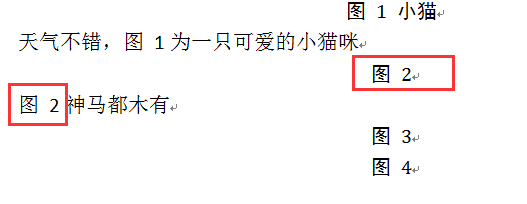 图 1 小猫
天气不错，图 1 为一只可爱的小猫咪
图 2
图 2 神马都木有
图 3
图 4